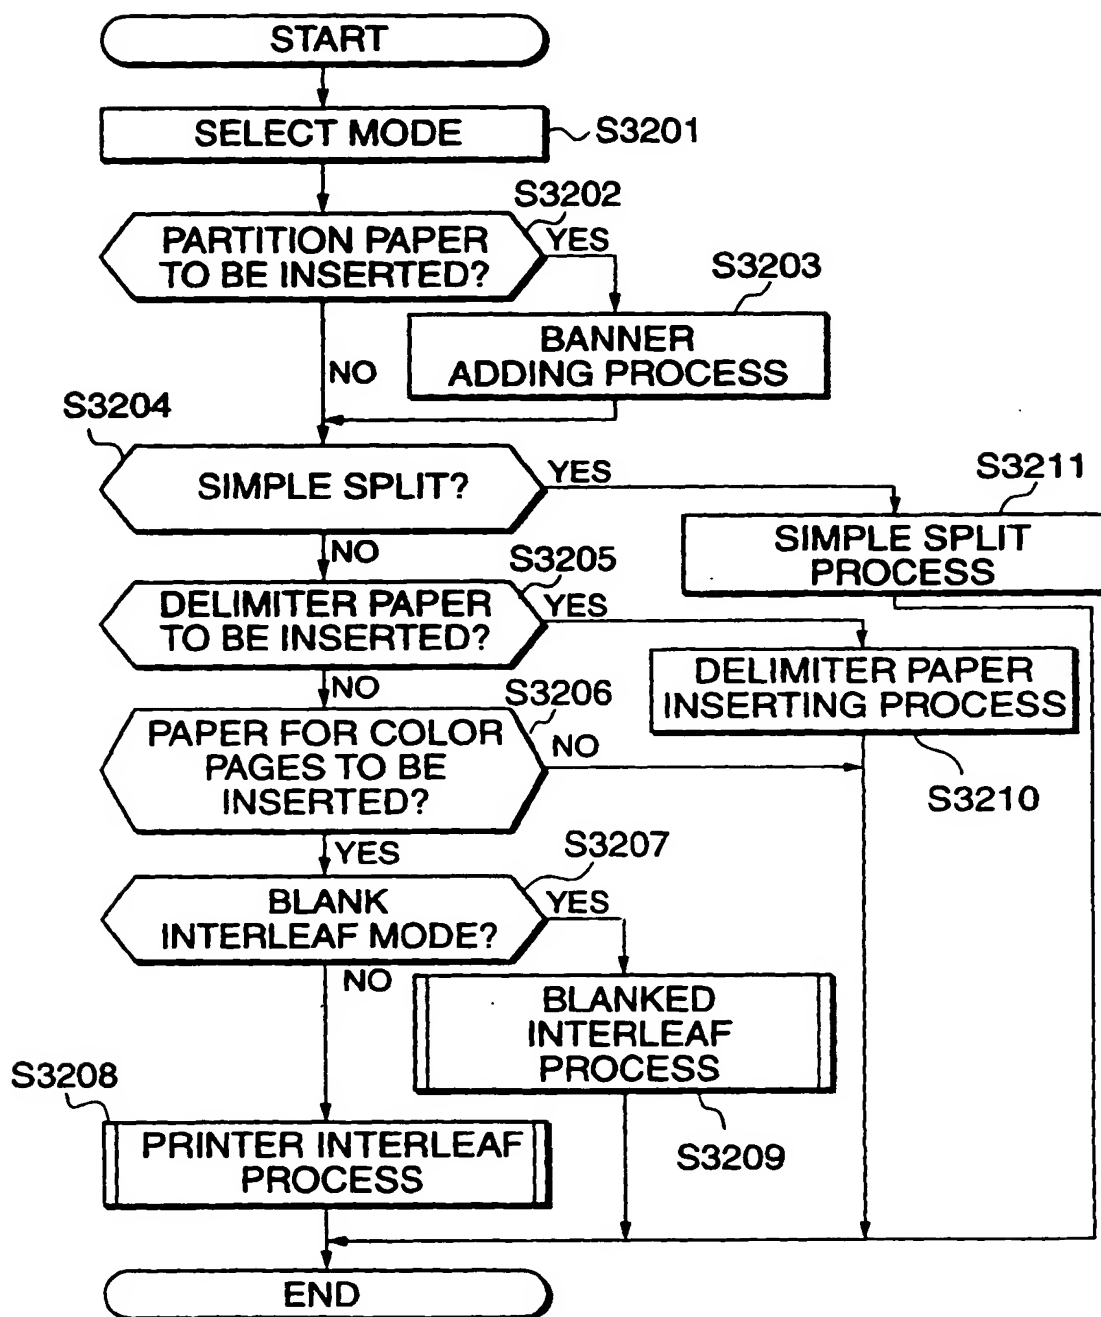 START
SELECT MODE
S3201
S3202
PARTITION PAPER
TO BE INSERTED?
YES
S3203
BANNER
ADDING PROCESS
NO
S3204
SIMPLE SPLIT?
YES
S3211
SIMPLE SPLIT
PROCESS
NO
S3205
DELIMITER PAPER
TO BE INSERTED?
YES
DELIMITER PAPER
INSERTING PROCESS
S3210
NO
S3206
PAPER FOR COLOR
PAGES TO BE
INSERTED?
NO
YES
S3207
BLANK
INTERLEAF MODE?
YES
NO
BLANKED
INTERLEAF
PROCESS
S3209
S3208
PRINTER INTERLEAF
PROCESS
END